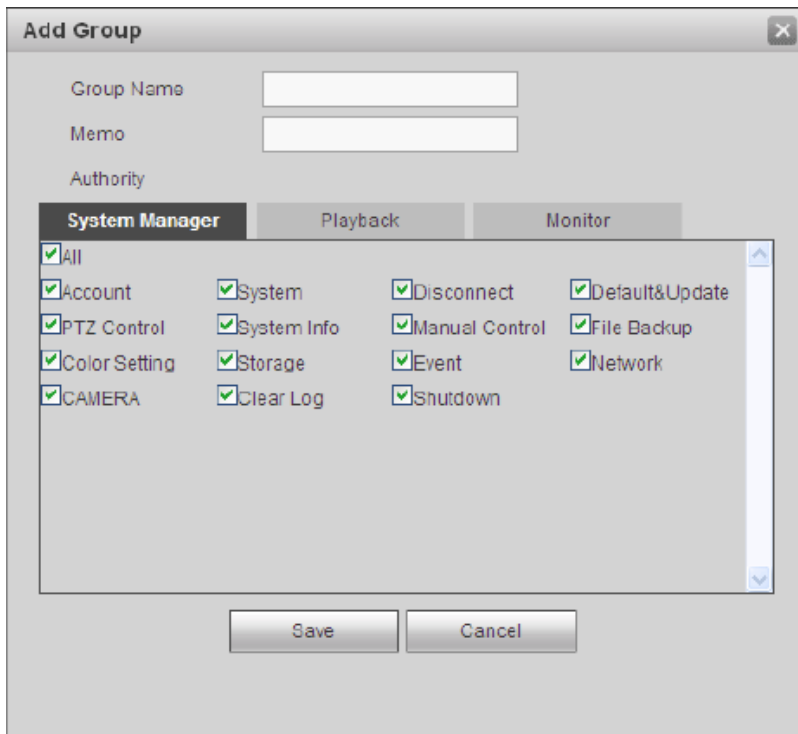 Add Group
Group Name
Memo
Authority
System Manager Playback Monitor
All
Account System Disconnect Default&Update
PTZ Control System Info Manual Control File Backup
Color Setting Storage Event Network
CAMERA Clear Log Shutdown
Save Cancel